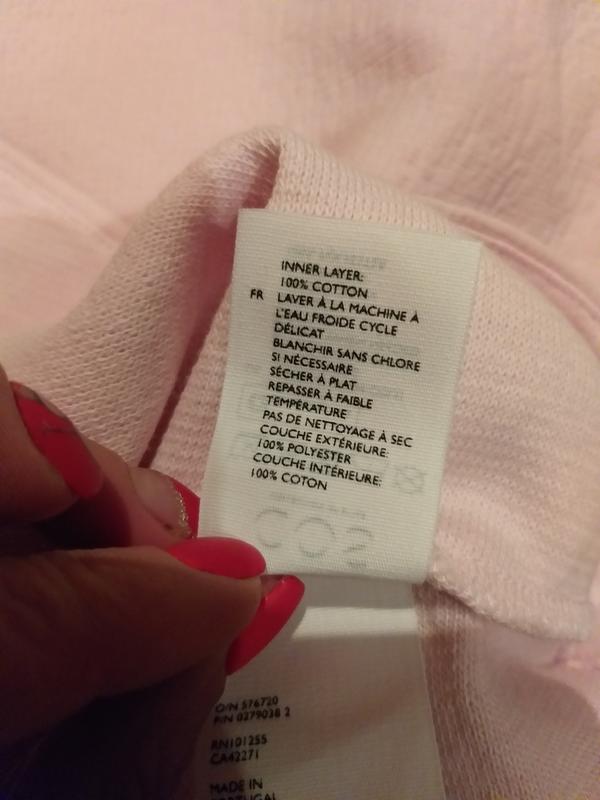 INNER LAYER:
100% COTTON
FR LAVER À LA MACHINE À
L'EAU FROIDE CYCLE
DÉLICAT
BLANCHIR SANS CHLORE
SI NÉCESSAIRE
SÉCHER À PLAT
REPASSER À FAIBLE
TEMPÉRATURE
PAS DE NETTOYAGE À SEC
COUCHE EXTÉRIEURE:
100% POLYESTER
COUCHE INTÉRIEURE:
100% COTON
COS
O/N 576720
P/N 0279038 2
RN101255
CA42271
MADE IN
PORTUGAL